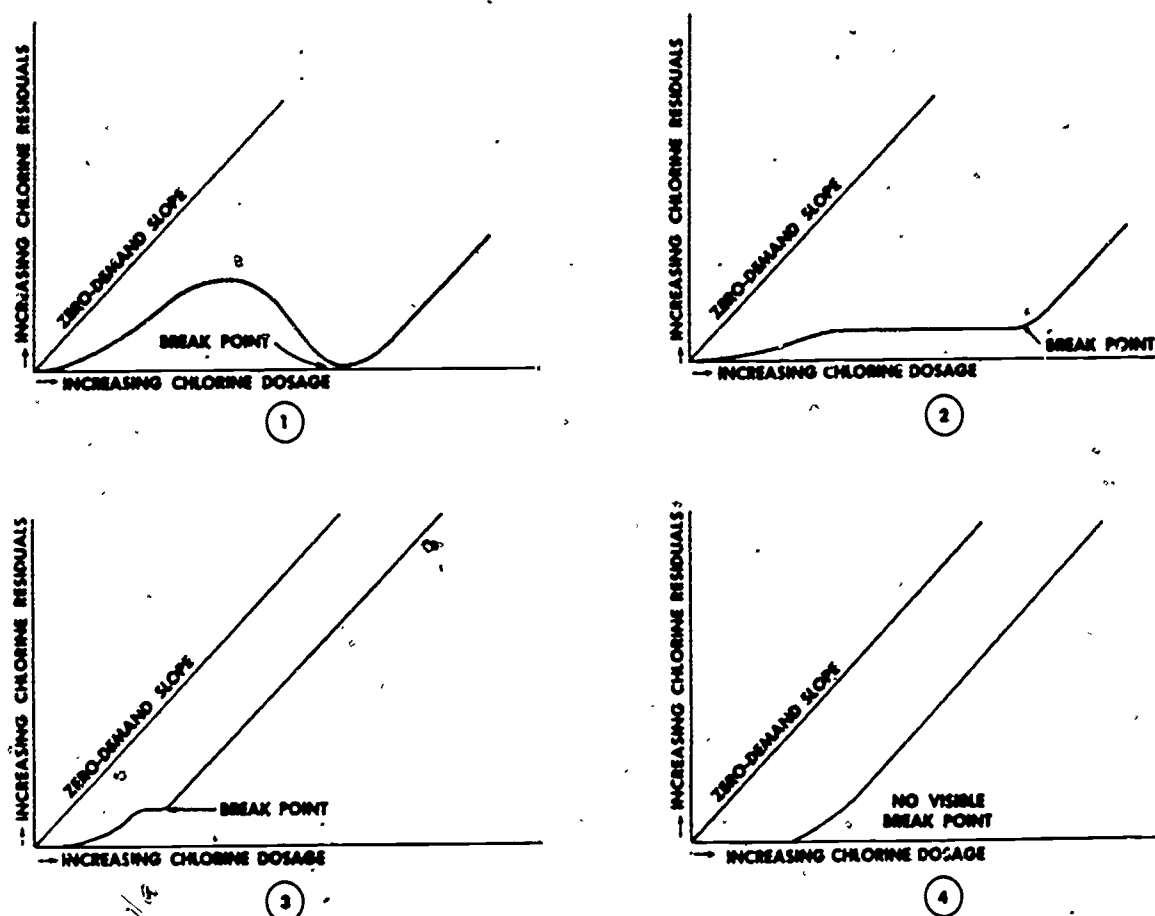 INCREASING CHLORINE RESIDUALS
ZERO-DEMAND SLOPE
B
BREAK POINT
INCREASING CHLORINE DOSAGE
1
INCREASING CHLORINE RESIDUALS
ZERO-DEMAND SLOPE
BREAK POINT
INCREASING CHLORINE DOSAGE
2
INCREASING CHLORINE RESIDUALS
ZERO-DEMAND SLOPE
BREAK POINT
INCREASING CHLORINE DOSAGE
3
INCREASING CHLORINE RESIDUALS
ZERO-DEMAND SLOPE
NO VISIBLE
BREAK POINT
INCREASING CHLORINE DOSAGE
4